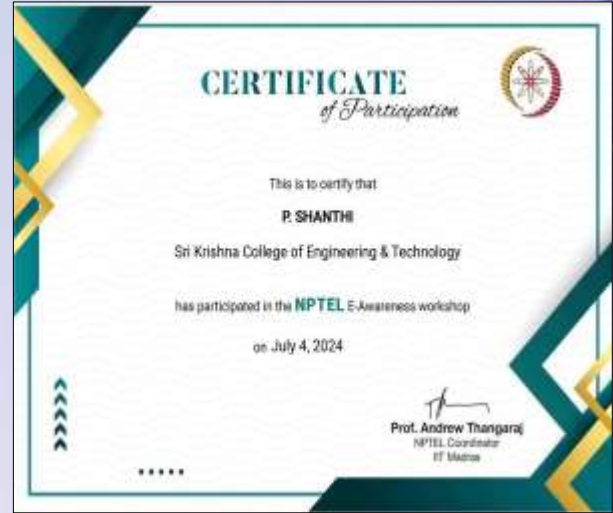 CERTIFICATE
of Participation
This is to certify that
P. SHANTHI
Sri Krishna College of Engineering & Technology
has participated in the NPTEL E-Awareness workshop
on July 4, 2024
Prof. Andrew Thangaraj
NPTEL Coordinator
IIT Madras